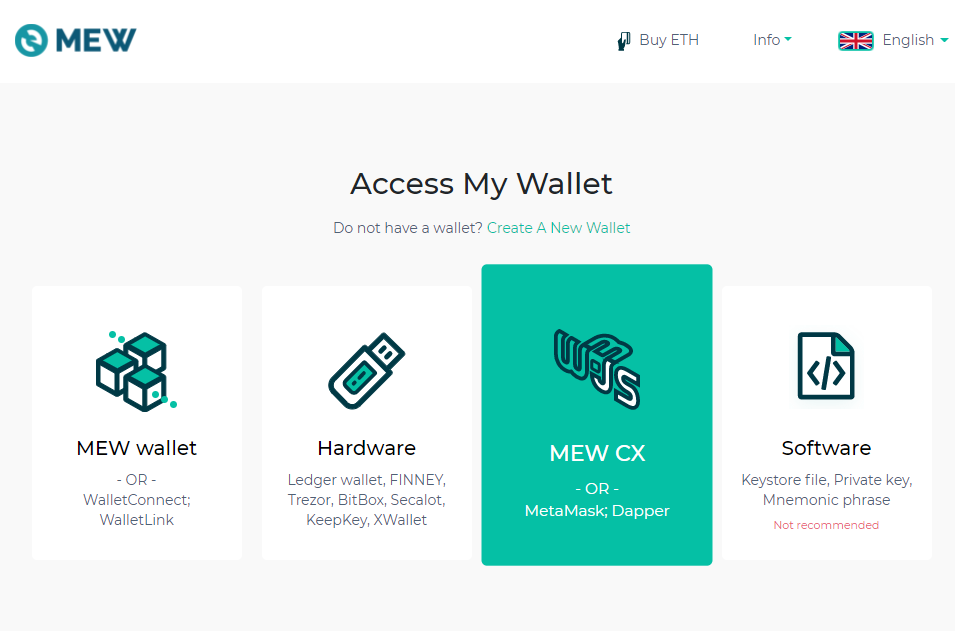 MEW
Buy ETH
Info
English
Access My Wallet
Do not have a wallet? Create A New Wallet
MEW wallet
- OR -
WalletConnect;
WalletLink
Hardware
Ledger wallet, FINNEY,
Trezor, BitBox, Secalot,
KeepKey, XWallet
W3JS
MEW CX
- OR -
MetaMask; Dapper
</>
Software
Keystore file, Private key,
Mnemonic phrase
Not recommended